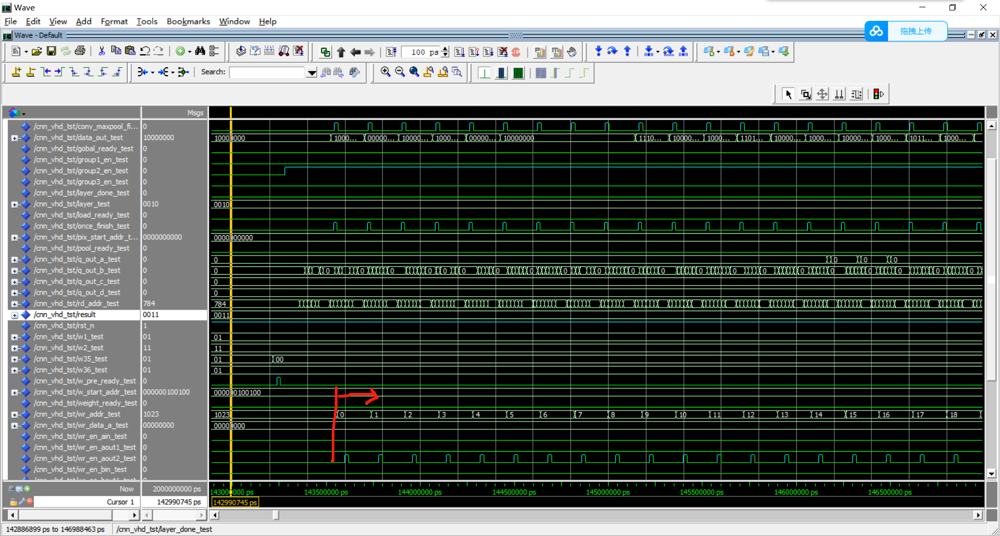 Wave
File Edit View Add Format Tools Bookmarks Window Help
Wave - Default
拖拽上传
100 ps
Search:
Msgs
/cnn_vhd_tst/conv_maxpool_fi... 0
/cnn_vhd_tst/data_out_test 10000000 10000000 1000... 00000... 10000... 1000... 00000... 10000000 1110... 10000... 1000... 1101... 10000... 1000... 10000... 1000... 1011... 1000...
/cnn_vhd_tst/gobal_ready_test 0
/cnn_vhd_tst/group1_en_test 0
/cnn_vhd_tst/group2_en_test 0
/cnn_vhd_tst/group3_en_test 0
/cnn_vhd_tst/layer_done_test 0
/cnn_vhd_tst/layer_test 0010 0010
/cnn_vhd_tst/load_ready_test 0
/cnn_vhd_tst/once_finish_test 0
/cnn_vhd_tst/pix_start_addr_t... 0000000000 0000000000
/cnn_vhd_tst/pool_ready_test 0
/cnn_vhd_tst/q_out_a_test 0 0 0 0 0
/cnn_vhd_tst/q_out_b_test 0 0 0 0 0 0 0 0 0 0 0 0 0 0 0 0 0 0 0 0 0
/cnn_vhd_tst/q_out_c_test 0 0
/cnn_vhd_tst/q_out_d_test 0 0
/cnn_vhd_tst/rd_addr_test 784 784
/cnn_vhd_tst/result 0011 0011
/cnn_vhd_tst/rst_n 1
/cnn_vhd_tst/w1_test 01 01
/cnn_vhd_tst/w2_test 11 11
/cnn_vhd_tst/w35_test 01 01 00
/cnn_vhd_tst/w36_test 01 01
/cnn_vhd_tst/w_pre_ready_test 0
/cnn_vhd_tst/w_start_addr_test 000000100100 000000100100
/cnn_vhd_tst/weight_ready_test 0
/cnn_vhd_tst/wr_addr_test 1023 1023 0 1 2 3 4 5 6 7 8 9 10 11 12 13 14 15 16 17 18
/cnn_vhd_tst/wr_data_a_test 00000000 00000000
/cnn_vhd_tst/wr_en_ain_test 0
/cnn_vhd_tst/wr_en_aout1_test 0
/cnn_vhd_tst/wr_en_aout2_test 0
/cnn_vhd_tst/wr_en_bin_test 0
Now 2000000000 ps 143000000 ps 143500000 ps 144000000 ps 144500000 ps 145000000 ps 145500000 ps 146000000 ps 146500000 ps
Cursor 1 142990745 ps 142990745 ps
142886899 ps to 146988463 ps /cnn_vhd_tst/layer_done_test